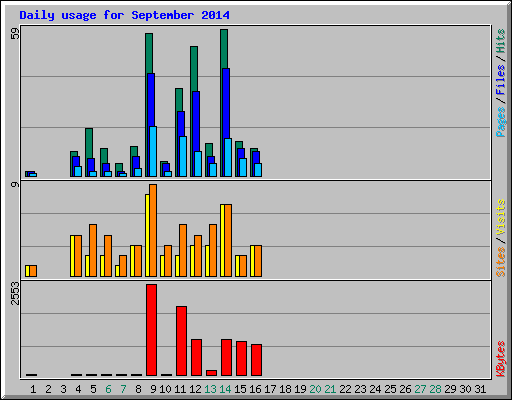 Daily usage for September 2014
59
Pages / Files / Hits
9
Sites / Visits
2553
KBytes
1 2 3 4 5 6 7 8 9 10 11 12 13 14 15 16 17 18 19 20 21 22 23 24 25 26 27 28 29 30 31